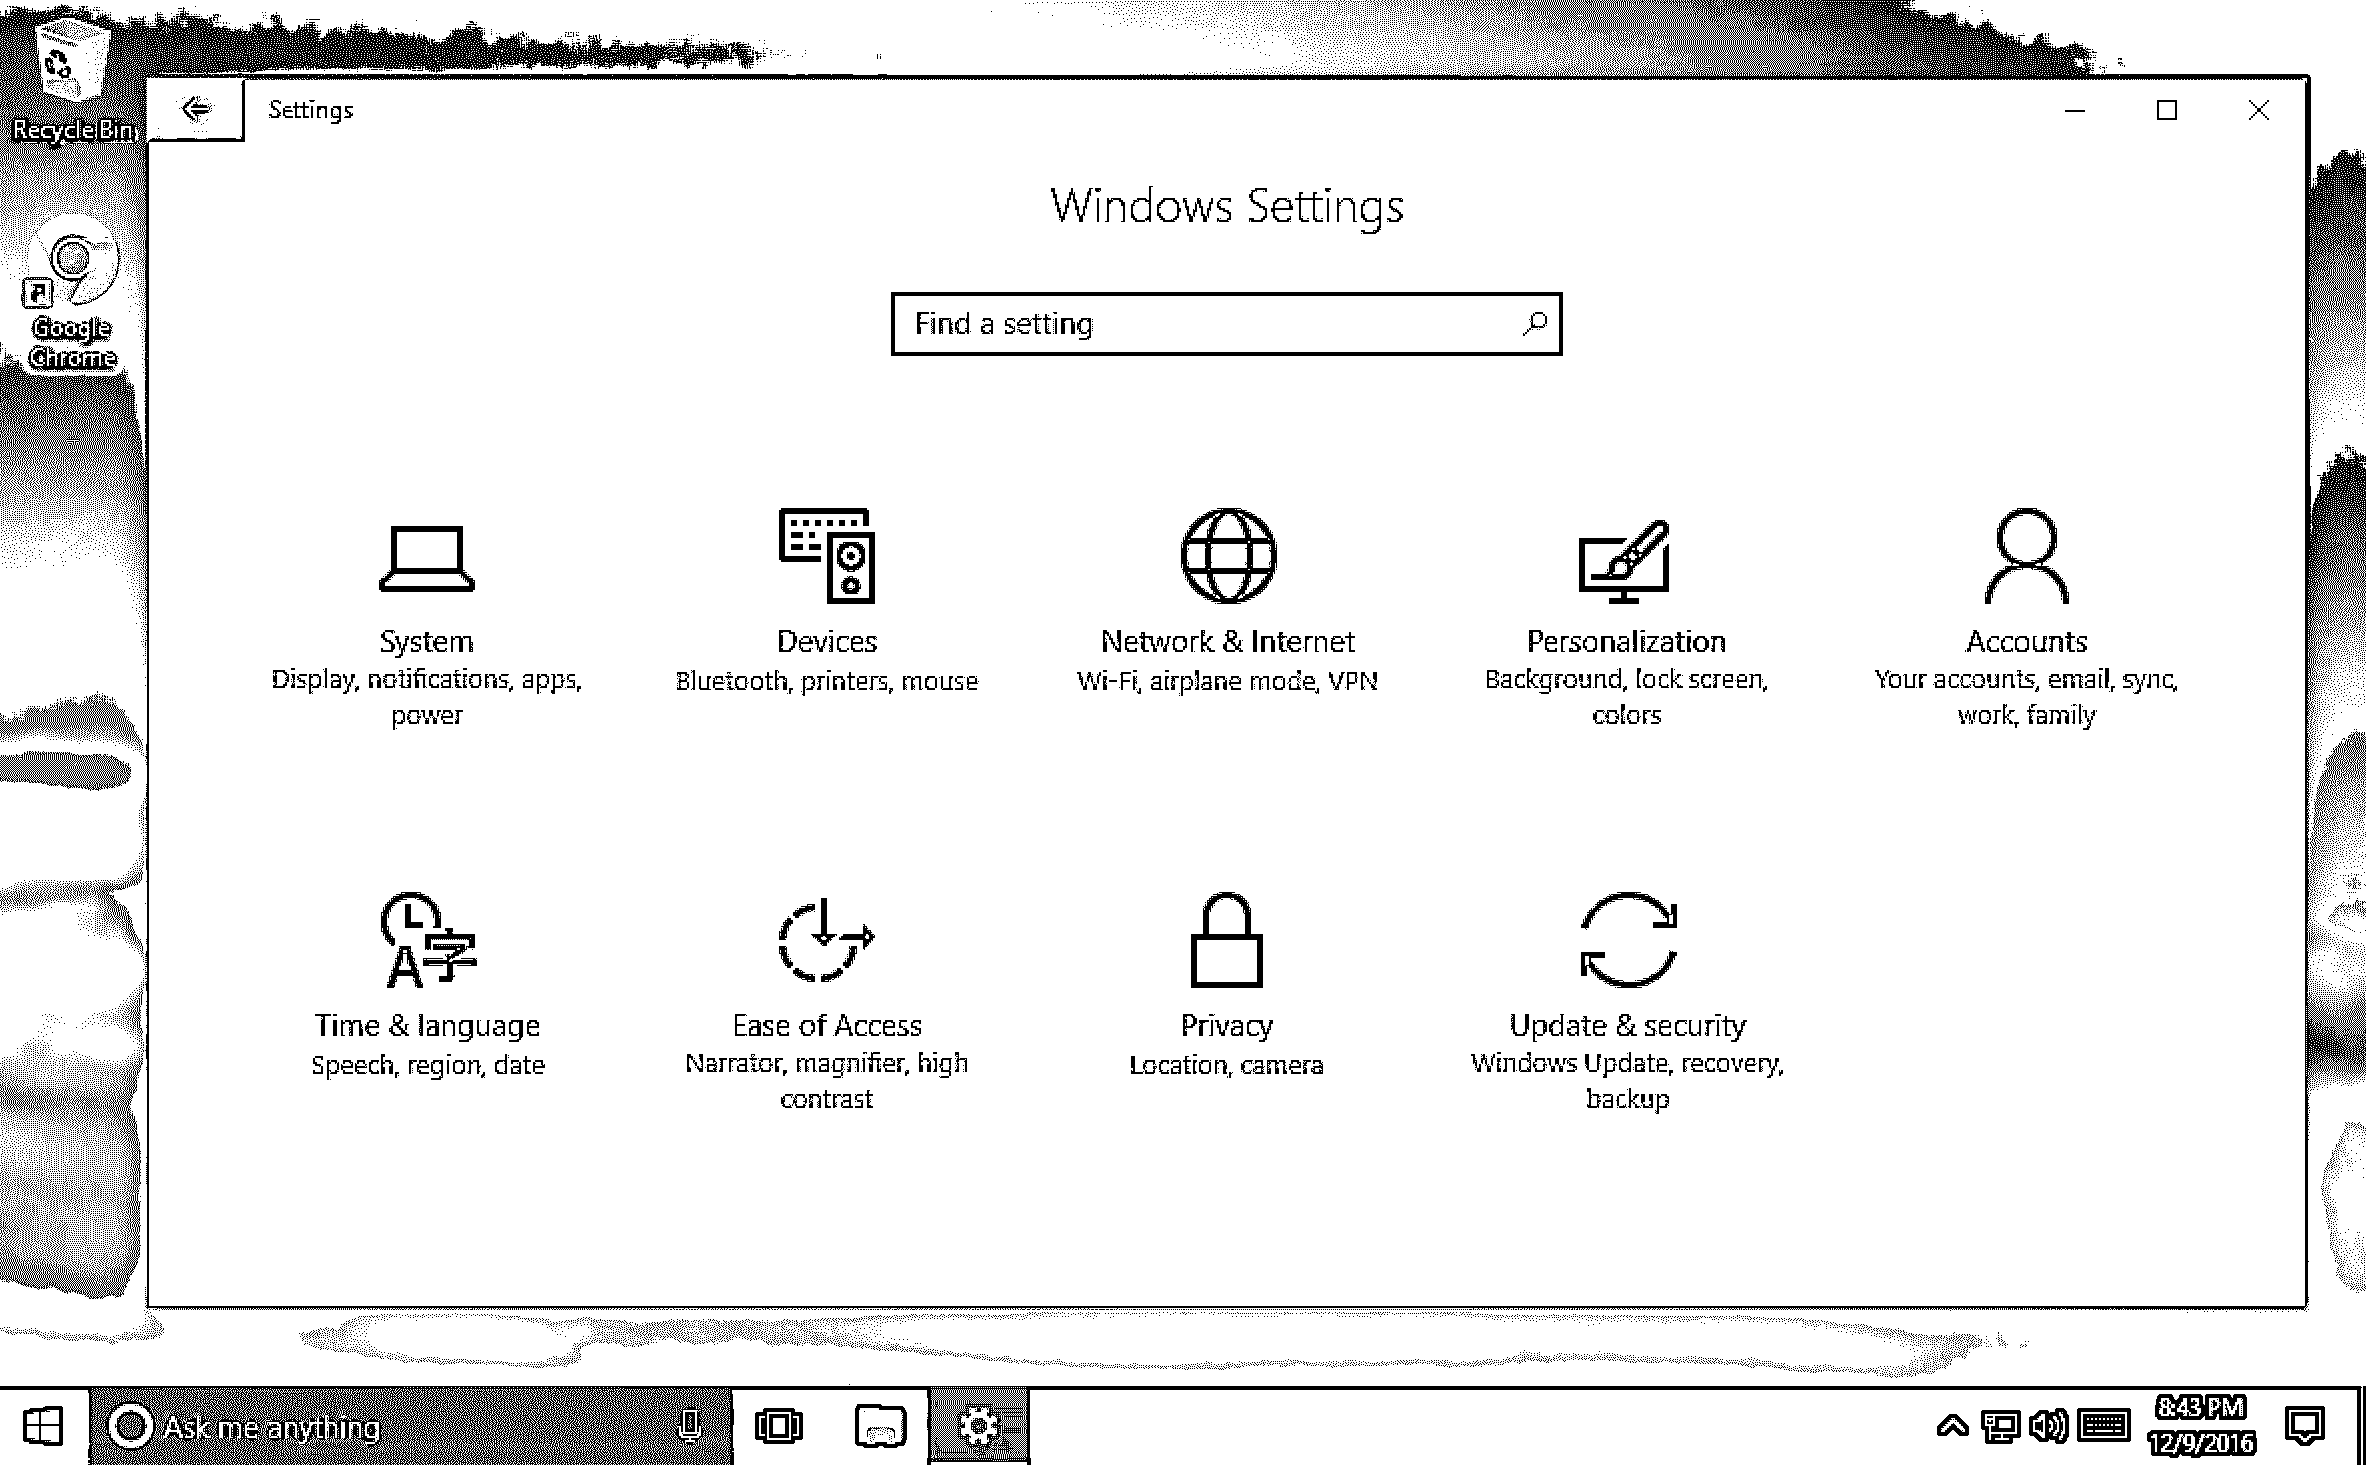 Recycle Bin
Google
Chrome
Settings
Windows Settings
Find a setting
System
Display, notifications, apps,
power
Devices
Bluetooth, printers, mouse
Network & Internet
Wi-Fi, airplane mode, VPN
Personalization
Background, lock screen,
colors
Accounts
Your accounts, email, sync,
work, family
A字
Time & language
Speech, region, date
Ease of Access
Narrator, magnifier, high
contrast
Privacy
Location, camera
Update & security
Windows Update, recovery,
backup
Ask me anything
8:43 PM
12/9/2016